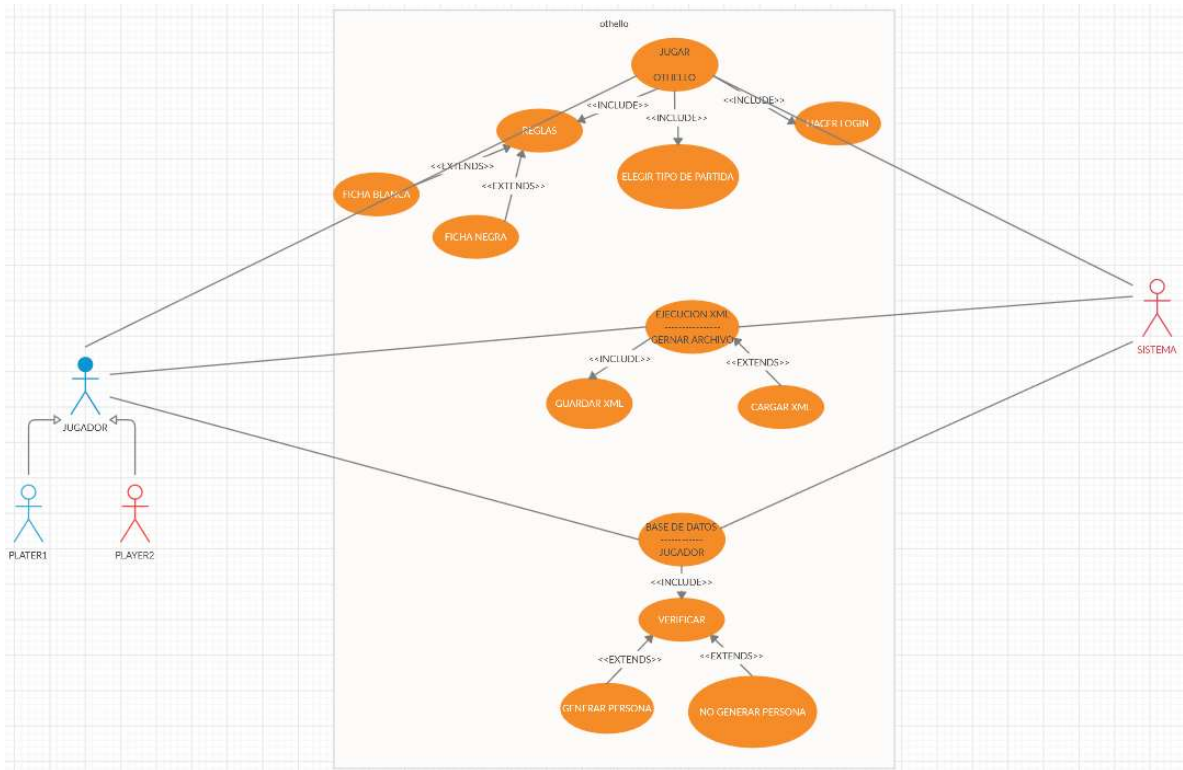 othello
JUGAR
OTHELLO
<<INCLUDE>>
<<INCLUDE>>
<<INCLUDE>>
REGLAS
HACER LOGIN
<<EXTENDS>>
ELEGIR TIPO DE PARTIDA
<<EXTENDS>>
FICHA BLANCA
FICHA NEGRA
EJECUCION XML
----------------
GERNAR ARCHIVO
SISTEMA
<<INCLUDE>>
<<EXTENDS>>
GUARDAR XML
CARGAR XML
JUGADOR
BASE DE DATOS
-------------
JUGADOR
PLATER1
PLAYER2
<<INCLUDE>>
VERIFICAR
<<EXTENDS>>
<<EXTENDS>>
GENERAR PERSONA
NO GENERAR PERSONA